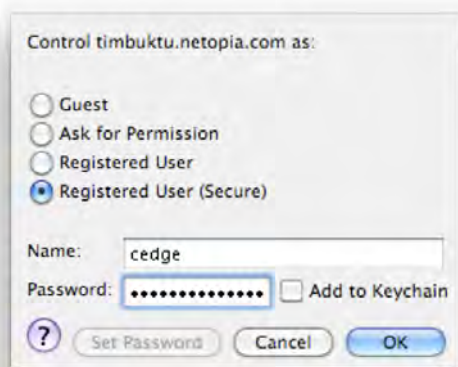 Control timbuktu.netopia.com as:
Guest
Ask for Permission
Registered User
Registered User (Secure)
Name: cedge
Password: •••••••••••••• Add to Keychain
? Set Password Cancel OK